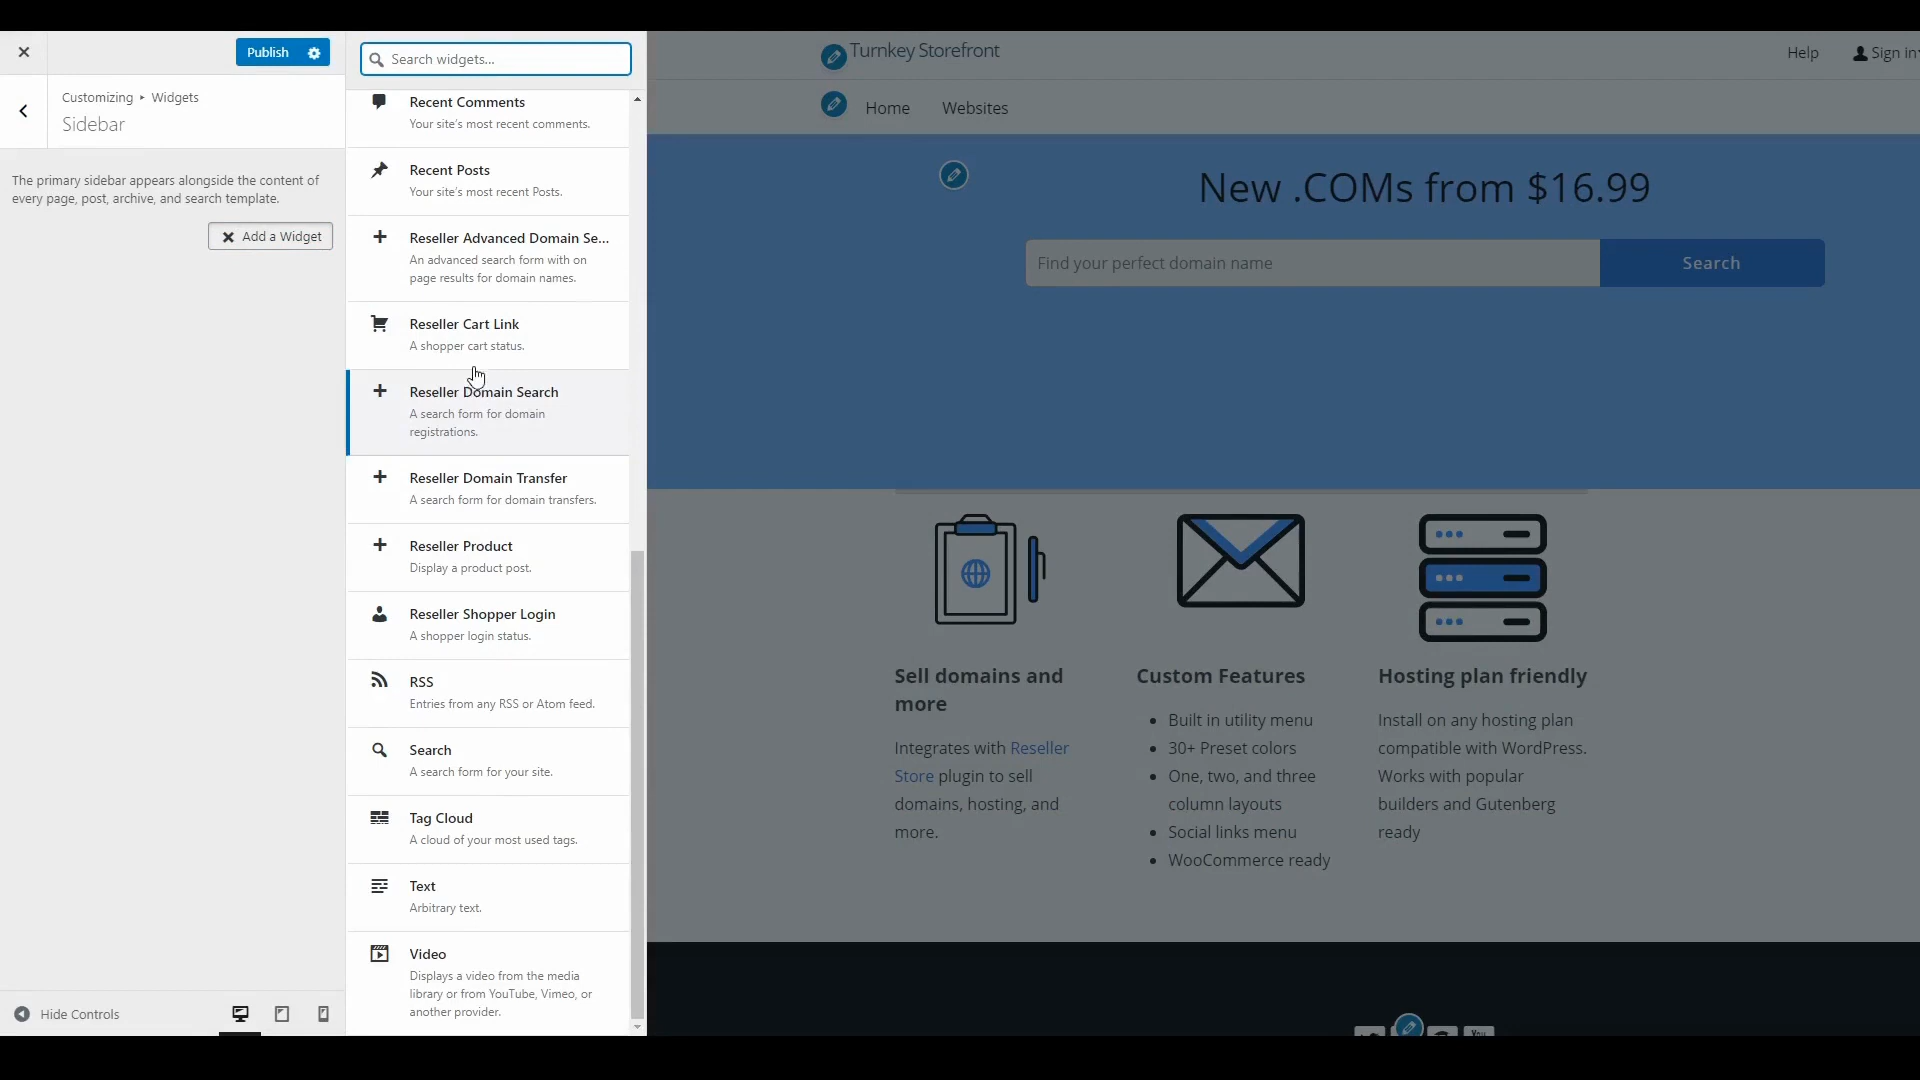 Publish
Customizing ▸ Widgets
Sidebar
The primary sidebar appears alongside the content of
every page, post, archive, and search template.
Add a Widget
Hide Controls
Search widgets...
Recent Comments
Your site's most recent comments.
Recent Posts
Your site's most recent Posts.
Reseller Advanced Domain Se...
An advanced search form with on
page results for domain names.
Reseller Cart Link
A shopper cart status.
Reseller Domain Search
A search form for domain
registrations.
Reseller Domain Transfer
A search form for domain transfers.
Reseller Product
Display a product post.
Reseller Shopper Login
A shopper login status.
RSS
Entries from any RSS or Atom feed.
Search
A search form for your site.
Tag Cloud
A cloud of your most used tags.
Text
Arbitrary text.
Video
Displays a video from the media
library or from YouTube, Vimeo, or
another provider.
Turnkey Storefront
Help
Sign in
Home
Websites
New .COMs from $16.99
Find your perfect domain name
Search
Sell domains and
more
Integrates with Reseller
Store plugin to sell
domains, hosting, and
more.
Custom Features
Built in utility menu
30+ Preset colors
One, two, and three
column layouts
Social links menu
WooCommerce ready
Hosting plan friendly
Install on any hosting plan
compatible with WordPress.
Works with popular
builders and Gutenberg
ready